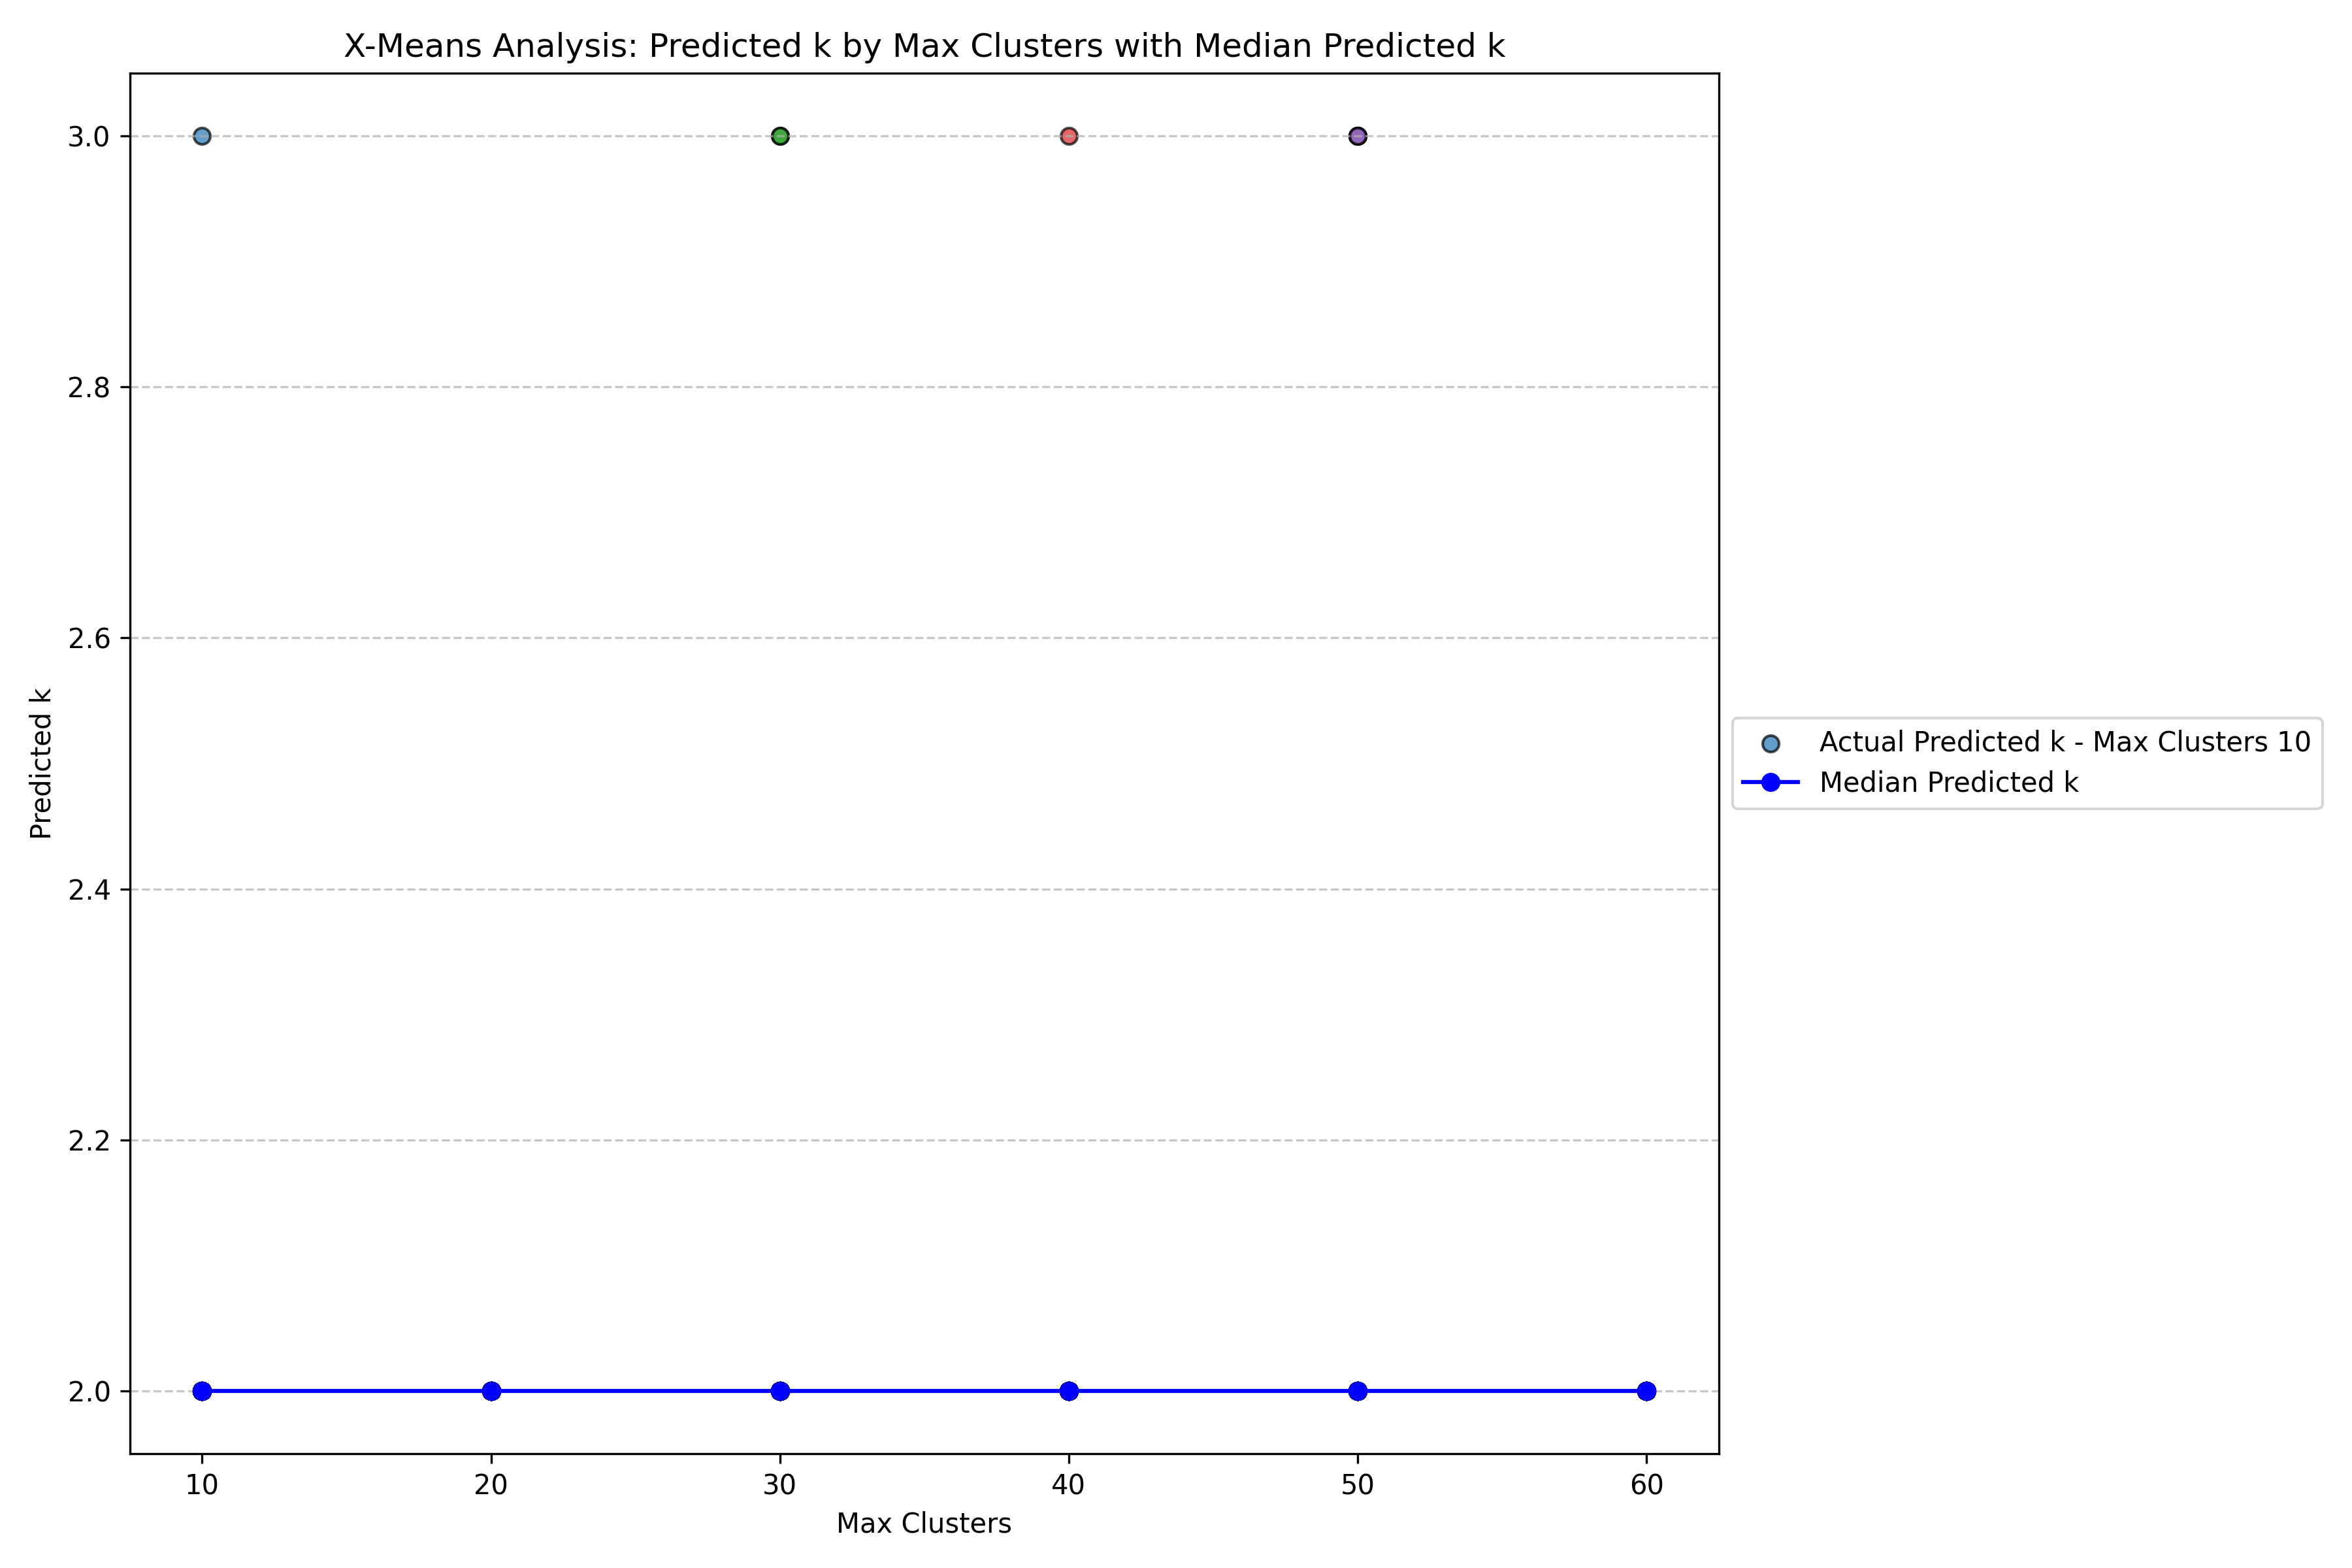 X-Means Analysis: Predicted k by Max Clusters with Median Predicted k
Predicted k
3.0
2.8
2.6
2.4
2.2
2.0
10 20 30 40 50 60
Max Clusters
Actual Predicted k - Max Clusters 10
Median Predicted k